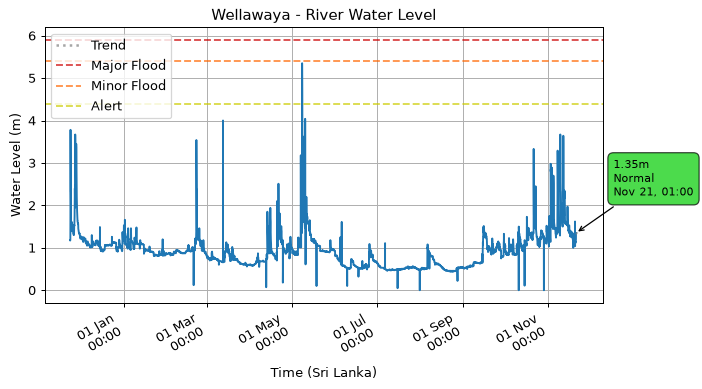 Wellawaya - River Water Level
Water Level (m)
6
5
4
3
2
1
0
Trend
Major Flood
Minor Flood
Alert
1.35m
Normal
Nov 21, 01:00
01 Jan
00:00
01 Mar
00:00
01 May
00:00
01 Jul
00:00
01 Sep
00:00
01 Nov
00:00
Time (Sri Lanka)